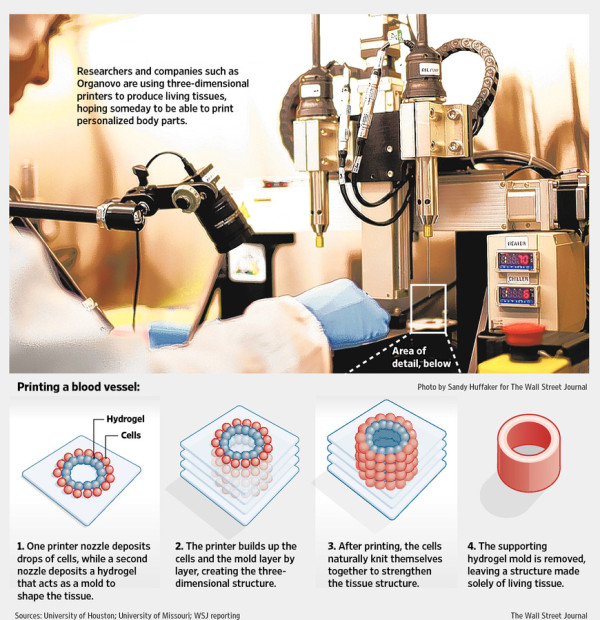 Researchers and companies such as
Organovo are using three-dimensional
printers to produce living tissues,
hoping someday to be able to print
personalized body parts.
HEATER
CHILLER
Area of
detail, below
Printing a blood vessel:
Photo by Sandy Huffaker for The Wall Street Journal
Hydrogel
Cells
1. One printer nozzle deposits
drops of cells, while a second
nozzle deposits a hydrogel
that acts as a mold to
shape the tissue.
2. The printer builds up the
cells and the mold layer by
layer, creating the three-
dimensional structure.
3. After printing, the cells
naturally knit themselves
together to strengthen
the tissue structure.
4. The supporting
hydrogel mold is removed,
leaving a structure made
solely of living tissue.
Sources: University of Houston; University of Missouri; WSJ reporting
The Wall Street Journal